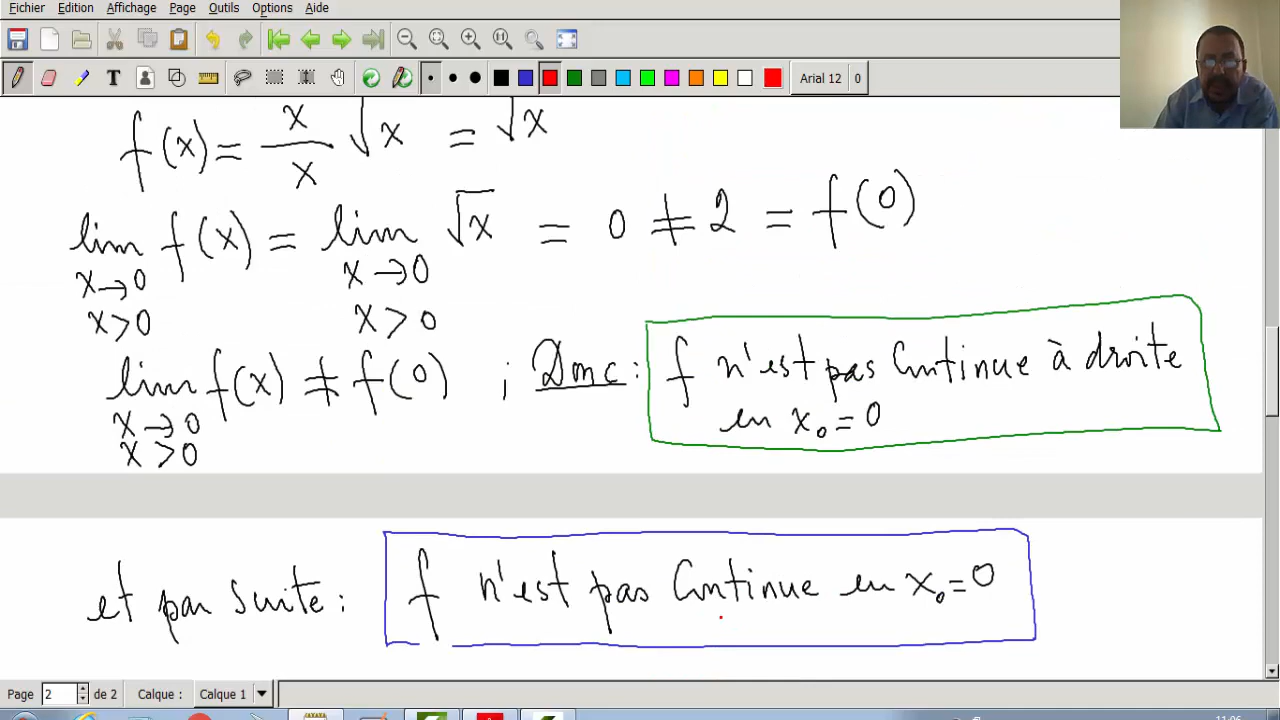 Fichier Edition Affichage Page Outils Options Aide
Arial 12 0
f(x) = x/x √x = √x
lim f(x) = lim √x = 0 ≠ 2 = f(0)
x→0 x→0
x>0 x>0
lim f(x) ≠ f(0) ; Donc : f n'est pas Continue à droite
x→0 en x₀=0
x>0
et par Suite : f n'est pas Continue en x₀=0
Page 2 de 2 Calque : Calque 1
11:06